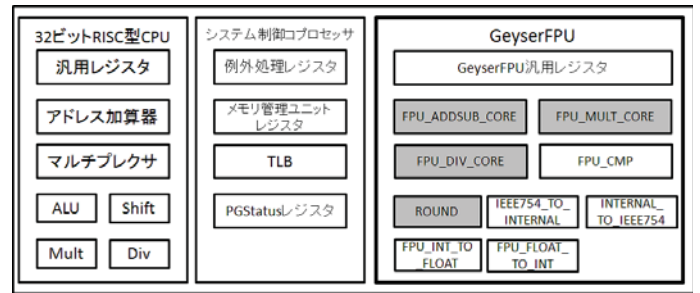 32ビットRISC型CPU
汎用レジスタ
アドレス加算器
マルチプレクサ
ALU
Shift
Mult
Div
システム制御コプロセッサ
例外処理レジスタ
メモリ管理ユニット
レジスタ
TLB
PGStatusレジスタ
GeyserFPU
GeyserFPU汎用レジスタ
FPU_ADDSUB_CORE
FPU_MULT_CORE
FPU_DIV_CORE
FPU_CMP
ROUND
IEEE754_TO_
INTERNAL
INTERNAL_
TO_IEEE754
FPU_INT_TO
_FLOAT
FPU_FLOAT_
TO_INT